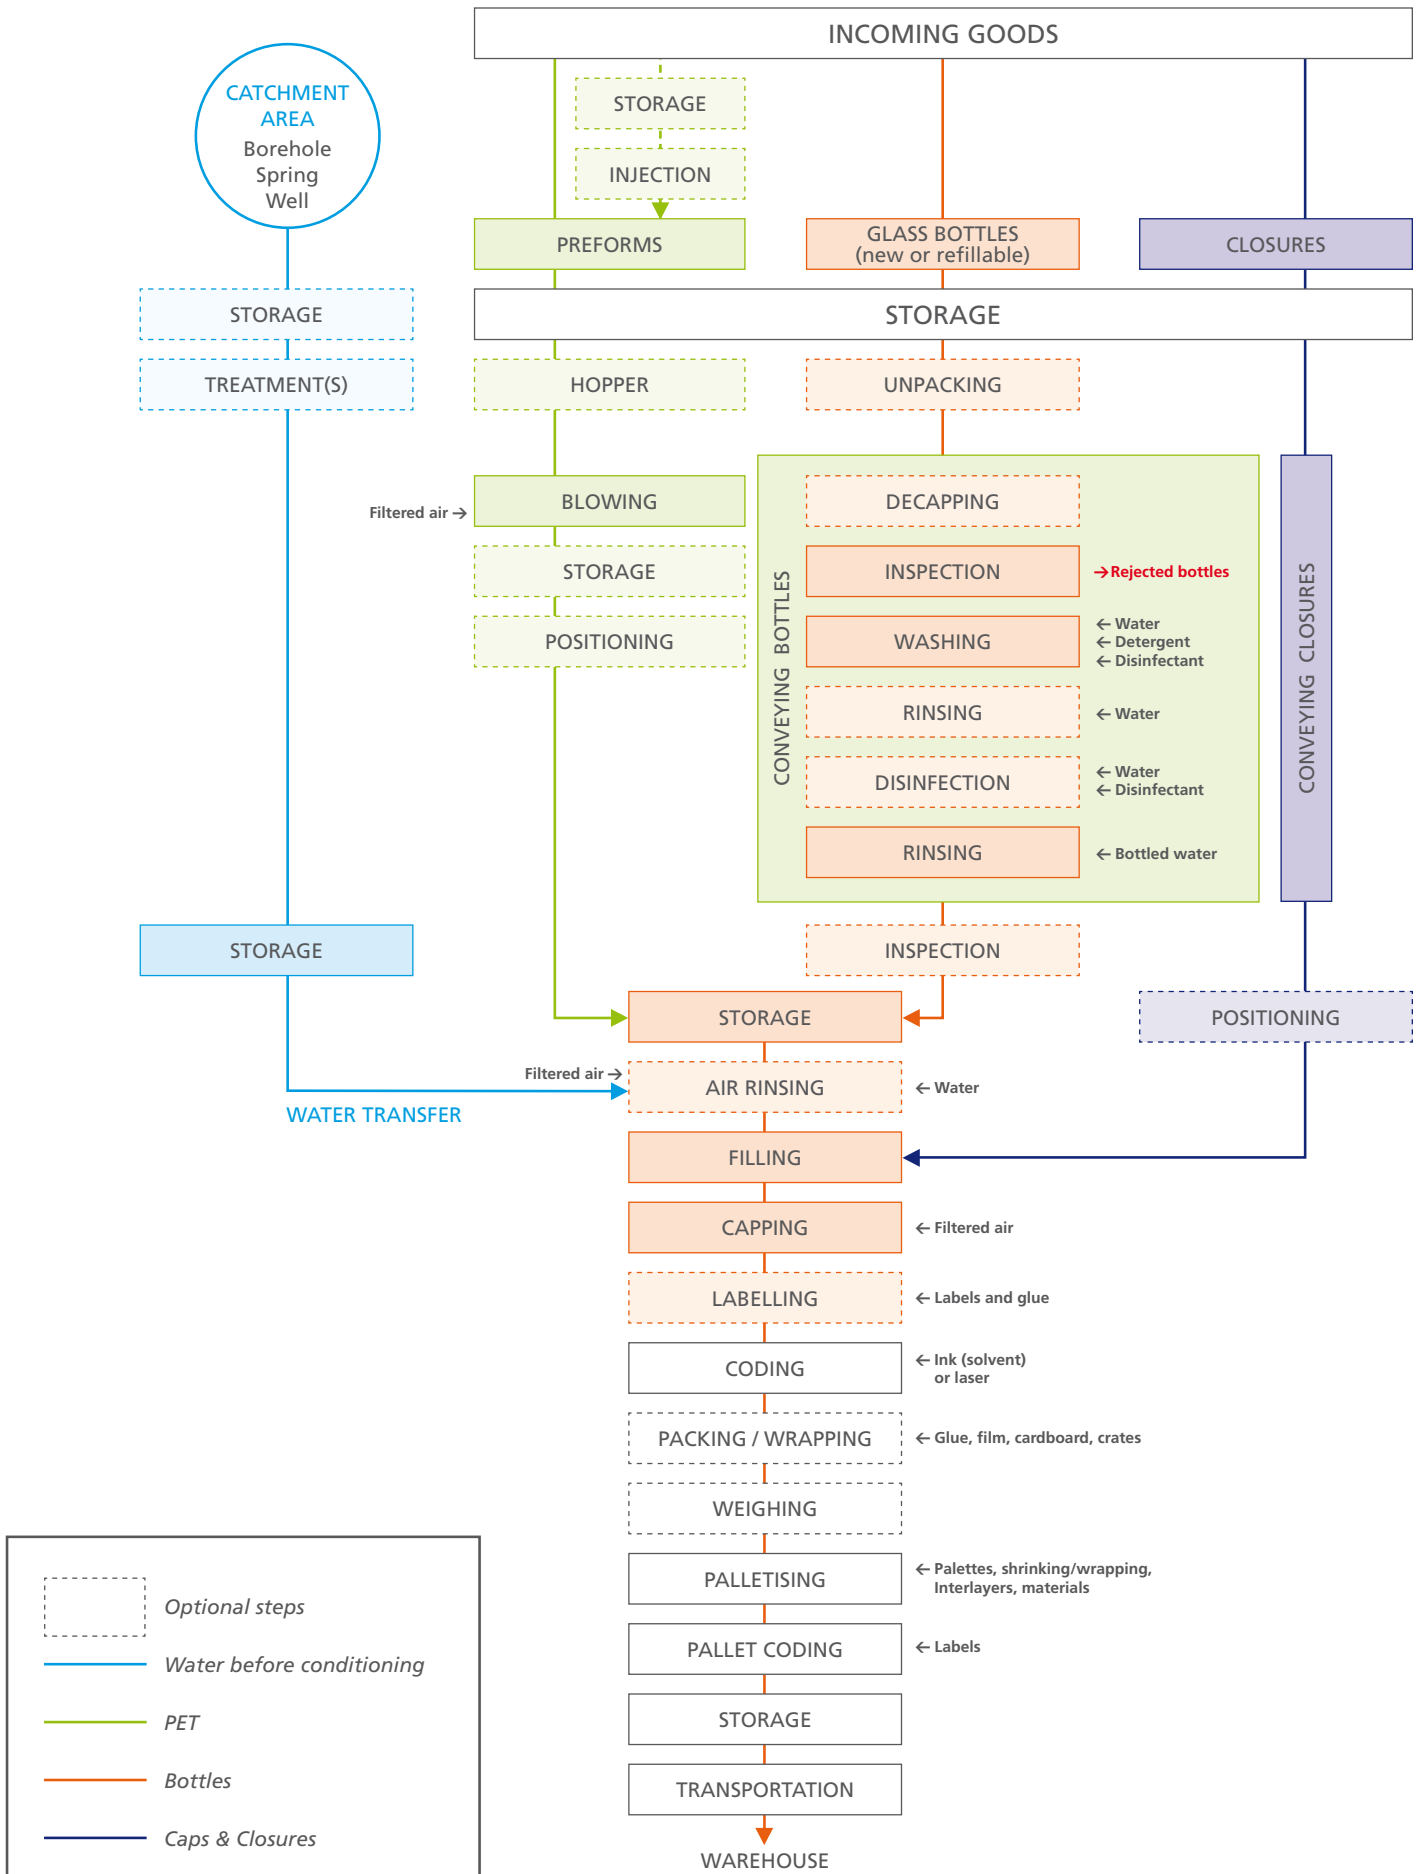 INCOMING GOODS
CATCHMENT
AREA
Borehole
Spring
Well
STORAGE
INJECTION
PREFORMS
GLASS BOTTLES
(new or refillable)
CLOSURES
STORAGE
STORAGE
TREATMENT(S)
HOPPER
UNPACKING
Filtered air →
BLOWING
STORAGE
POSITIONING
CONVEYING BOTTLES
DECAPPING
INSPECTION
→ Rejected bottles
WASHING
← Water
← Detergent
← Disinfectant
RINSING
← Water
DISINFECTION
← Water
← Disinfectant
RINSING
← Bottled water
CONVEYING CLOSURES
STORAGE
INSPECTION
STORAGE
POSITIONING
Filtered air →
AIR RINSING
← Water
WATER TRANSFER
FILLING
CAPPING
← Filtered air
LABELLING
← Labels and glue
CODING
← Ink (solvent)
or laser
PACKING / WRAPPING
← Glue, film, cardboard, crates
WEIGHING
PALLETISING
← Palettes, shrinking/wrapping,
Interlayers, materials
PALLET CODING
← Labels
STORAGE
TRANSPORTATION
WAREHOUSE
Optional steps
Water before conditioning
PET
Bottles
Caps & Closures